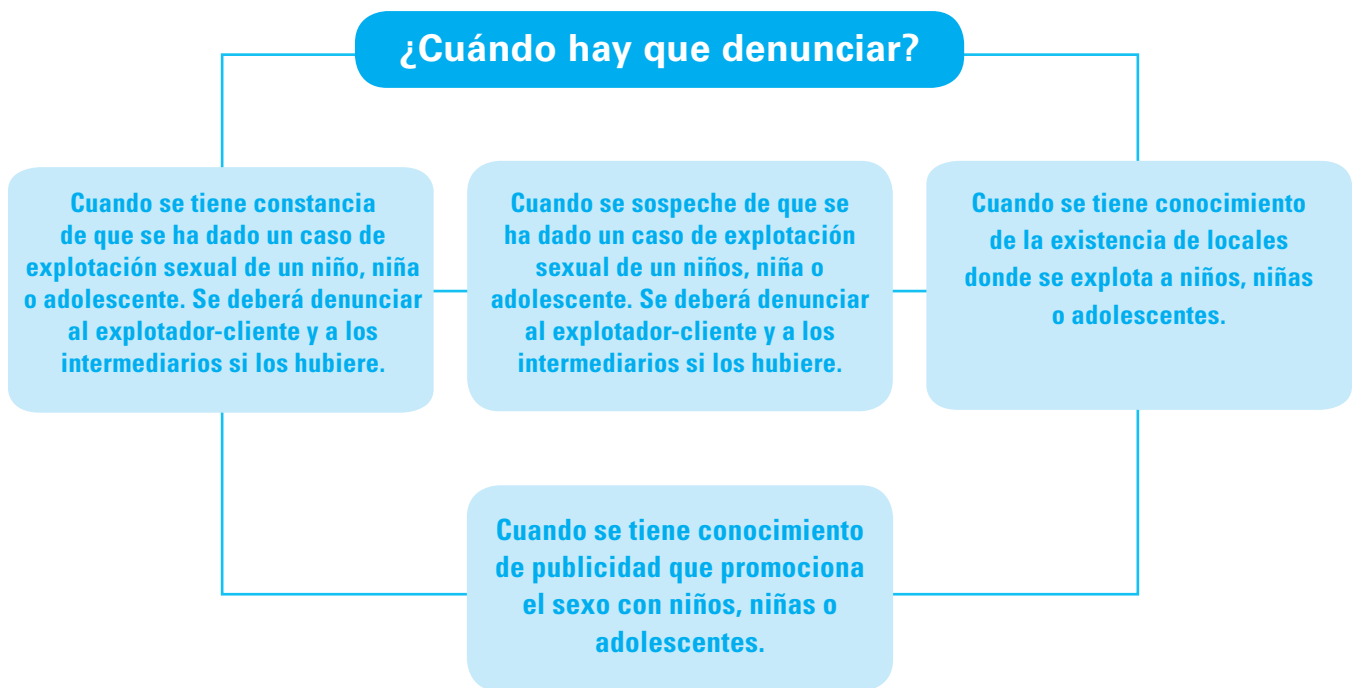 ¿Cuándo hay que denunciar?
Cuando se tiene constancia
de que se ha dado un caso de
explotación sexual de un niño, niña
o adolescente. Se deberá denunciar
al explotador-cliente y a los
intermediarios si los hubiere.
Cuando se sospeche de que se
ha dado un caso de explotación
sexual de un niños, niña o
adolescente. Se deberá denunciar
al explotador-cliente y a los
intermediarios si los hubiere.
Cuando se tiene conocimiento
de la existencia de locales
donde se explota a niños, niñas
o adolescentes.
Cuando se tiene conocimiento
de publicidad que promociona
el sexo con niños, niñas o
adolescentes.